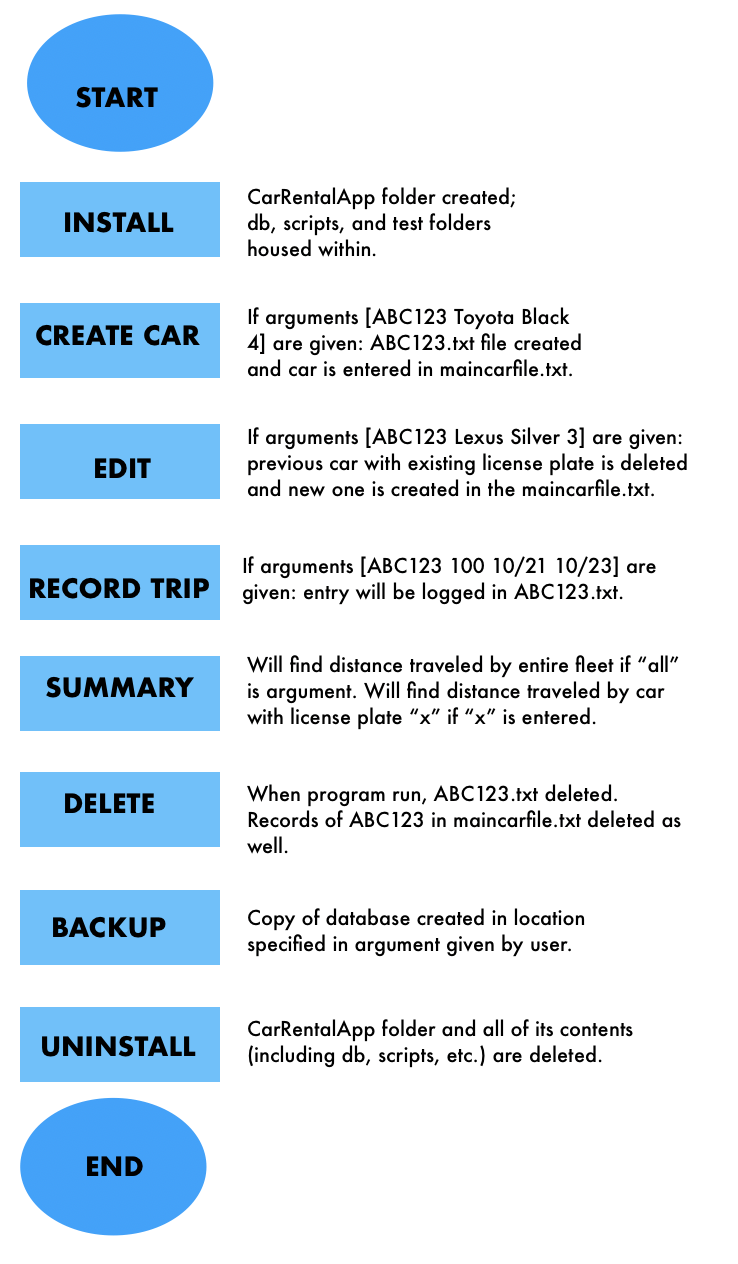 START
INSTALL
CarRentalApp folder created;
db, scripts, and test folders
housed within.
CREATE CAR
If arguments [ABC123 Toyota Black
4] are given: ABC123.txt file created
and car is entered in maincarfile.txt.
EDIT
If arguments [ABC123 Lexus Silver 3] are given:
previous car with existing license plate is deleted
and new one is created in the maincarfile.txt.
RECORD TRIP
If arguments [ABC123 100 10/21 10/23] are
given: entry will be logged in ABC123.txt.
SUMMARY
Will find distance traveled by entire fleet if “all”
is argument. Will find distance traveled by car
with license plate “x” if “x” is entered.
DELETE
When program run, ABC123.txt deleted.
Records of ABC123 in maincarfile.txt deleted as
well.
BACKUP
Copy of database created in location
specified in argument given by user.
UNINSTALL
CarRentalApp folder and all of its contents
(including db, scripts, etc.) are deleted.
END